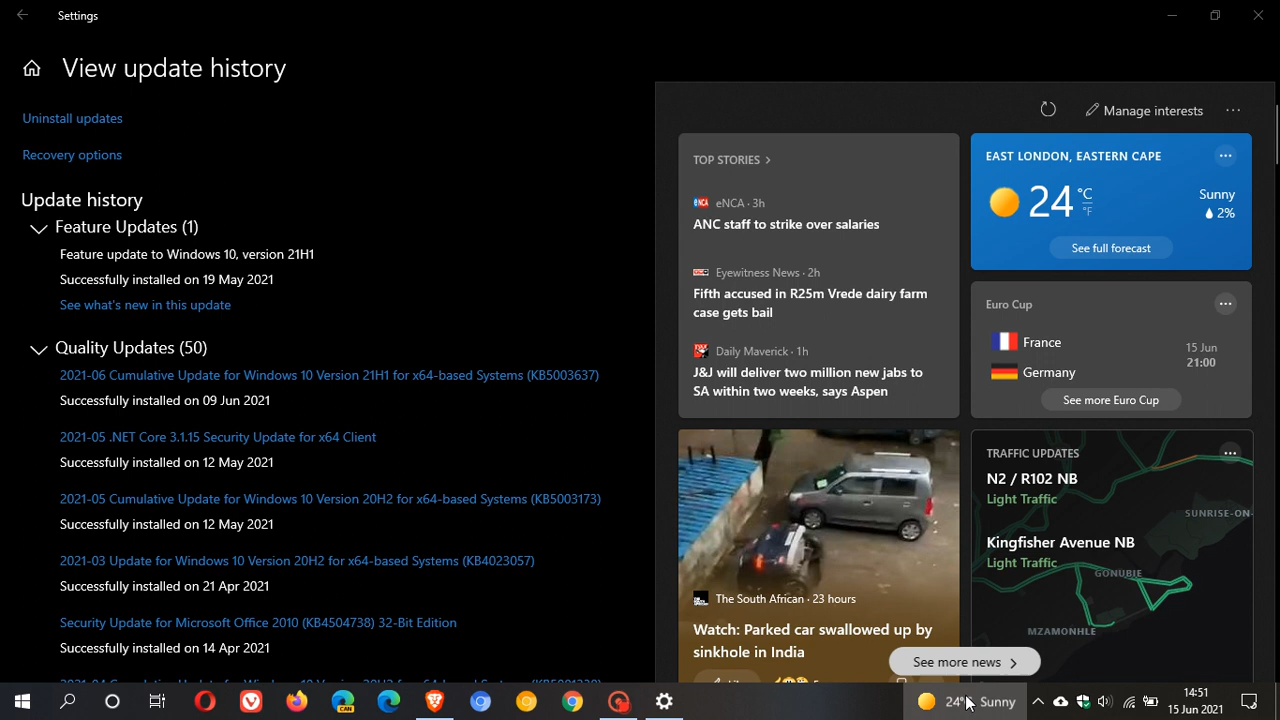 Settings
View update history
Uninstall updates
Recovery options
Update history
Feature Updates (1)
Feature update to Windows 10, version 21H1
Successfully installed on 19 May 2021
See what's new in this update
Quality Updates (50)
2021-06 Cumulative Update for Windows 10 Version 21H1 for x64-based Systems (KB5003637)
Successfully installed on 09 Jun 2021
2021-05 .NET Core 3.1.15 Security Update for x64 Client
Successfully installed on 12 May 2021
2021-05 Cumulative Update for Windows 10 Version 20H2 for x64-based Systems (KB5003173)
Successfully installed on 12 May 2021
2021-03 Update for Windows 10 Version 20H2 for x64-based Systems (KB4023057)
Successfully installed on 21 Apr 2021
Security Update for Microsoft Office 2010 (KB4504738) 32-Bit Edition
Successfully installed on 14 Apr 2021
Manage interests
TOP STORIES
eNCA · 3h
ANC staff to strike over salaries
Eyewitness News · 2h
Fifth accused in R25m Vrede dairy farm
case gets bail
Daily Maverick · 1h
J&J will deliver two million new jabs to
SA within two weeks, says Aspen
EAST LONDON, EASTERN CAPE
24 °C
°F
Sunny
2%
See full forecast
Euro Cup
France
Germany
15 Jun
21:00
See more Euro Cup
The South African · 23 hours
Watch: Parked car swallowed up by
sinkhole in India
TRAFFIC UPDATES
N2 / R102 NB
Light Traffic
Kingfisher Avenue NB
Light Traffic
SUNRISE-ON-
GONUBIE
MZAMONHLE
See more news
CAN
24° Sunny
14:51
15 Jun 2021